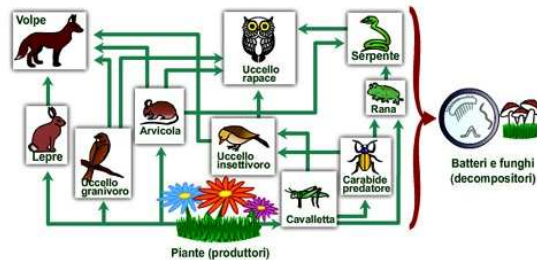 Volpe
Uccello
rapace
Serpente
Rana
Arvicola
Lepre
Uccello
granivoro
Uccello
insettivoro
Carabide
predatore
Cavalletta
Piante (produttori)
Batteri e funghi
(decompositori)